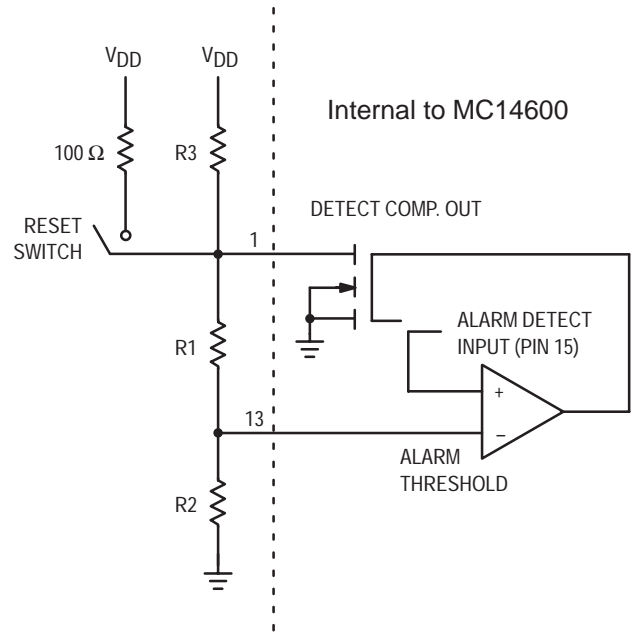 VDD
VDD
Internal to MC14600
100 Ω
R3
DETECT COMP. OUT
RESET
SWITCH
1
ALARM DETECT
INPUT (PIN 15)
R1
+
13
–
ALARM
THRESHOLD
R2